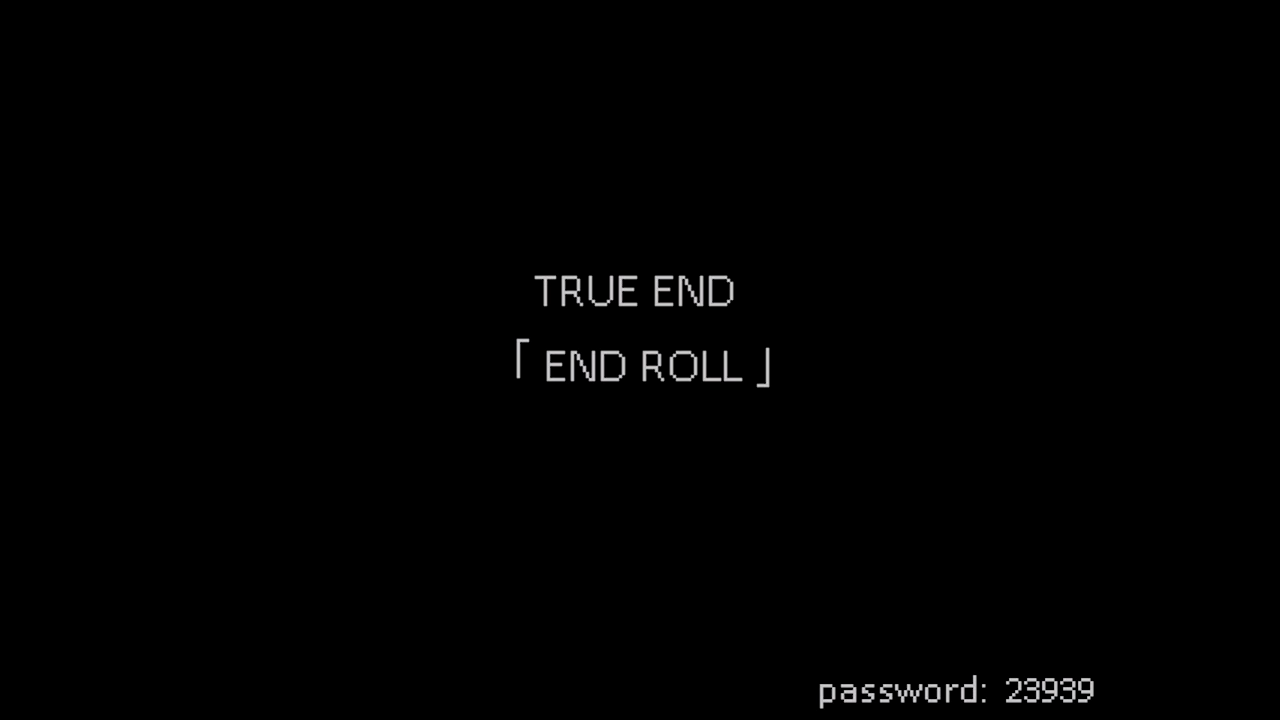 TRUE END
「 END ROLL 」
password: 23939